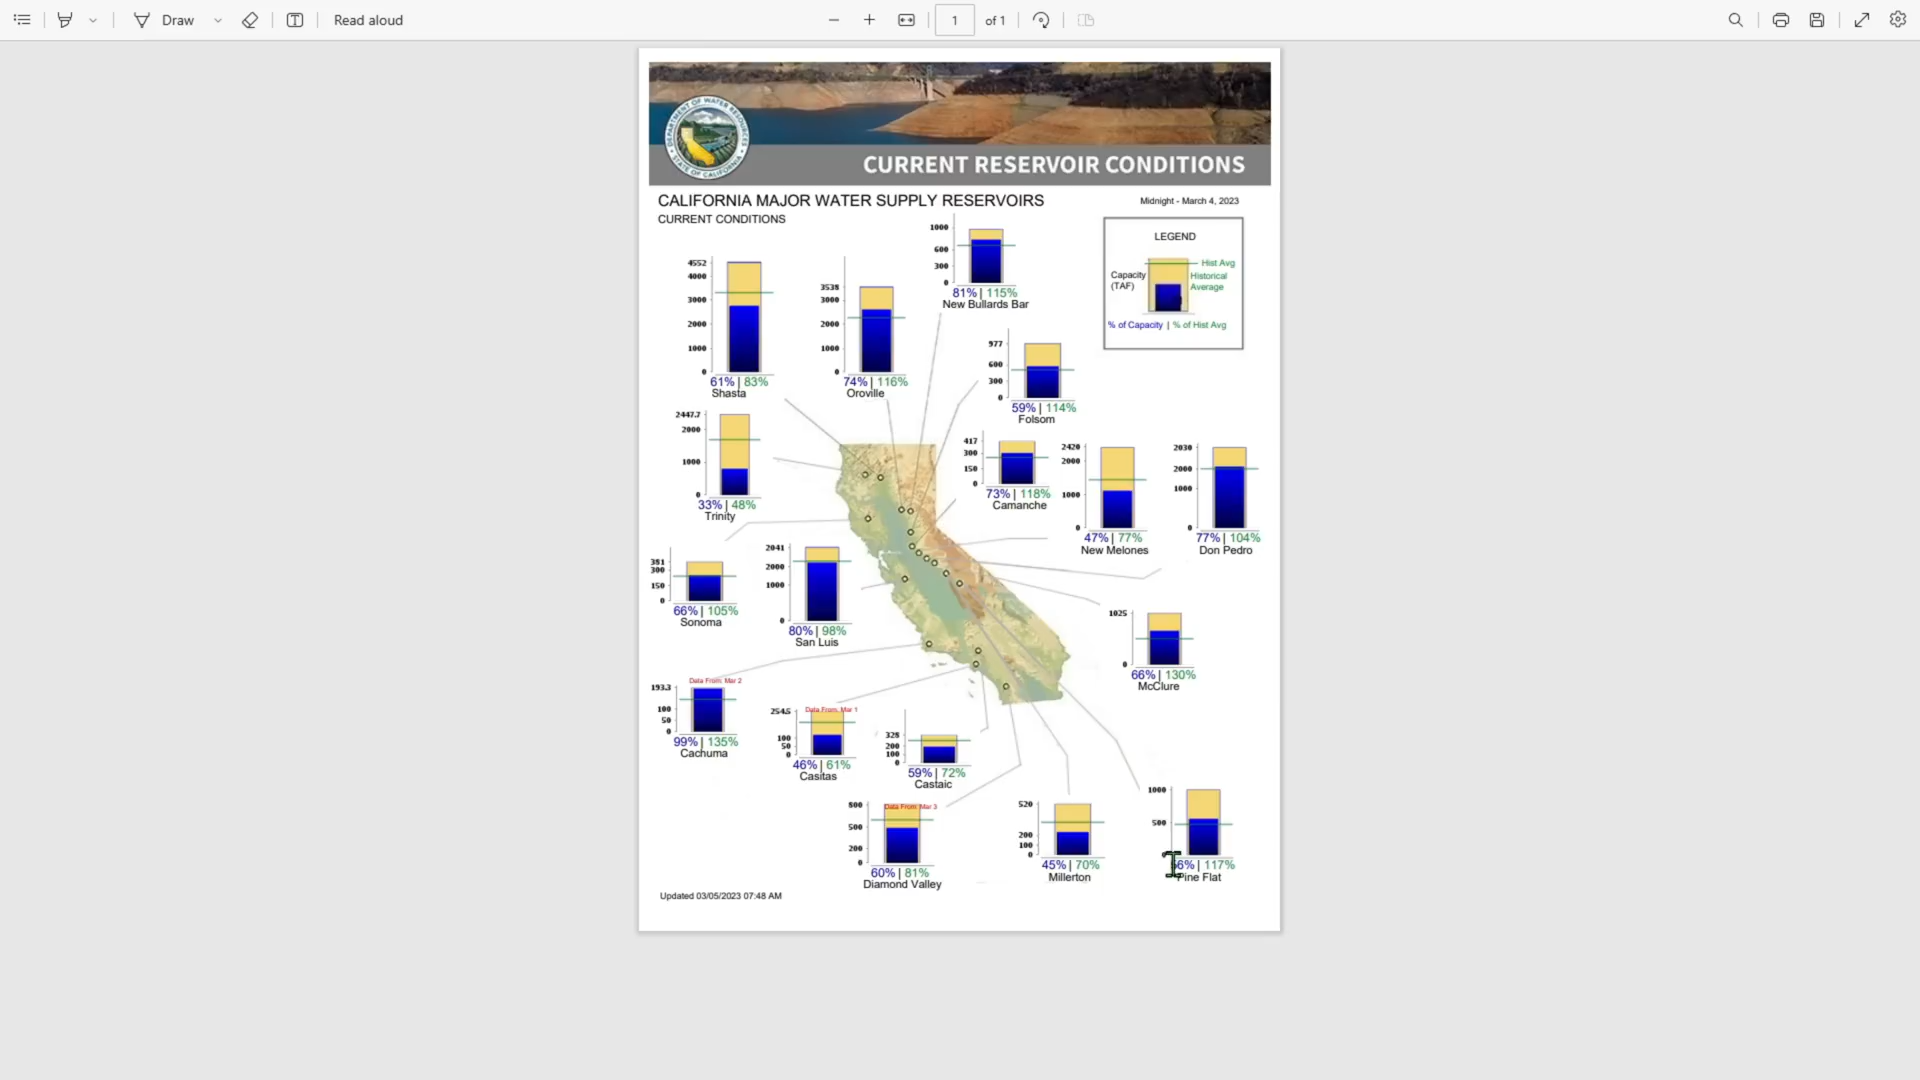 Draw
Read aloud
1
of 1
DEPARTMENT OF WATER RESOURCES
STATE OF CALIFORNIA
CURRENT RESERVOIR CONDITIONS
CALIFORNIA MAJOR WATER SUPPLY RESERVOIRS
Midnight - March 4, 2023
CURRENT CONDITIONS
LEGEND
Capacity
(TAF)
Hist Avg
Historical
Average
% of Capacity | % of Hist Avg
1000
600
300
0
81% | 115%
New Bullards Bar
4552
4000
3000
2000
1000
0
61% | 83%
Shasta
3538
3000
2000
1000
0
74% | 116%
Oroville
977
600
300
0
59% | 114%
Folsom
2447.7
2000
1000
0
33% | 48%
Trinity
417
300
150
0
73% | 118%
Camanche
2420
2000
1000
0
47% | 77%
New Melones
2030
2000
1000
0
77% | 104%
Don Pedro
381
300
150
0
66% | 105%
Sonoma
2041
2000
1000
0
80% | 98%
San Luis
1025
0
66% | 130%
McClure
Data From: Mar 2
193.3
100
50
0
99% | 135%
Cachuma
Data From: Mar 1
254.5
100
50
0
46% | 61%
Casitas
328
200
100
0
59% | 72%
Castaic
Data From: Mar 3
800
500
200
0
60% | 81%
Diamond Valley
520
200
100
0
45% | 70%
Millerton
1000
500
6% | 117%
Pine Flat
Updated 03/05/2023 07:48 AM